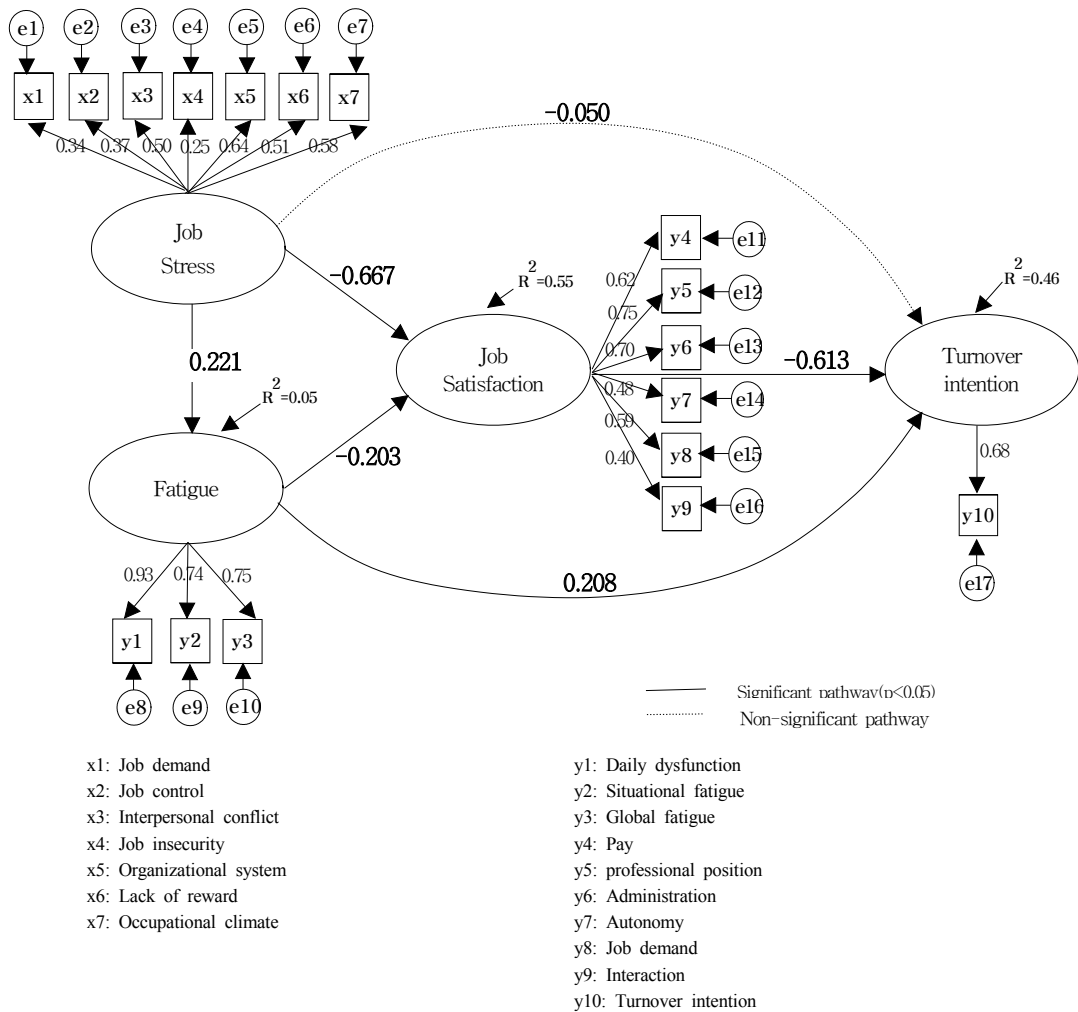 e1 e2 e3 e4 e5 e6 e7
x1 x2 x3 x4 x5 x6 x7
0.34 0.37 0.50 0.25 0.64 0.51 0.58
-0.050
Job
Stress
-0.667
0.221
R²=0.05
Fatigue
-0.203
0.93 0.74 0.75
y1 y2 y3
e8 e9 e10
R²=0.55
Job
Satisfaction
0.62 y4 e11
0.75 y5 e12
0.70 y6 e13
0.48 y7 e14
0.59 y8 e15
0.40 y9 e16
-0.613
0.208
R²=0.46
Turnover
intention
0.68
y10
e17
Significant pathway(p<0.05)
Non-significant pathway
x1: Job demand
x2: Job control
x3: Interpersonal conflict
x4: Job insecurity
x5: Organizational system
x6: Lack of reward
x7: Occupational climate
y1: Daily dysfunction
y2: Situational fatigue
y3: Global fatigue
y4: Pay
y5: professional position
y6: Administration
y7: Autonomy
y8: Job demand
y9: Interaction
y10: Turnover intention